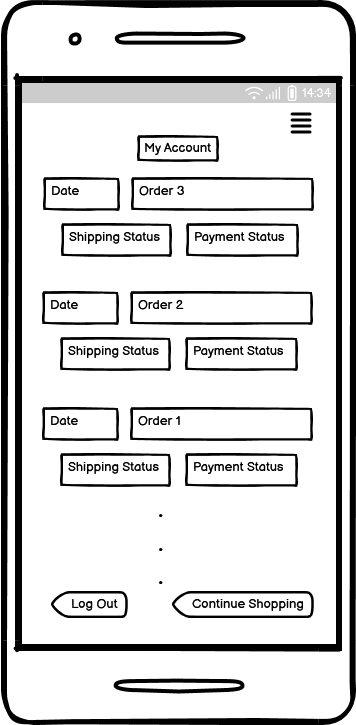 14:34
My Account
Date Order 3
Shipping Status Payment Status
Date Order 2
Shipping Status Payment Status
Date Order 1
Shipping Status Payment Status
Log Out Continue Shopping